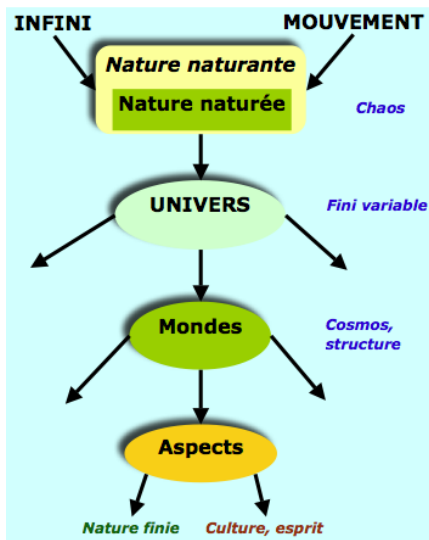 INFINI
MOUVEMENT
Nature naturante
Nature naturée
Chaos
UNIVERS
Fini variable
Mondes
Cosmos,
structure
Aspects
Nature finie
Culture, esprit